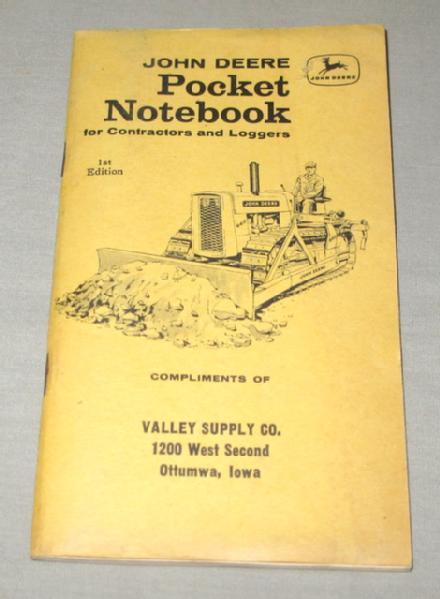 JOHN DEERE
Pocket
Notebook
for Contractors and Loggers
JOHN DEERE
1st
Edition
JOHN DEERE
JOHN DEERE
COMPLIMENTS OF
VALLEY SUPPLY CO.
1200 West Second
Ottumwa, Iowa